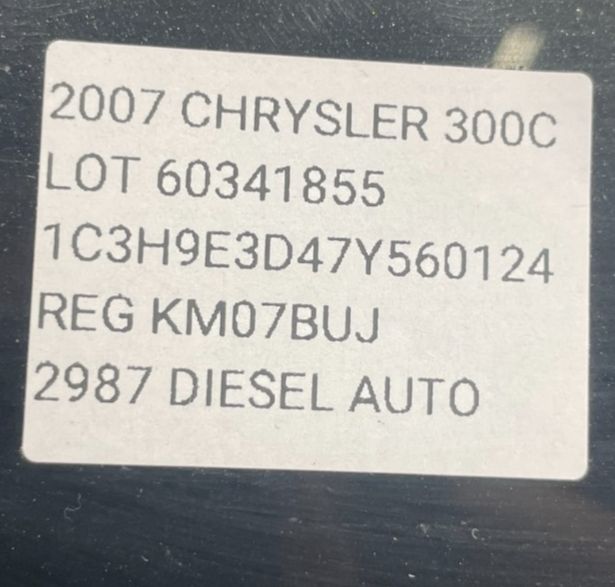 2007 CHRYSLER 300C
LOT 60341855
1C3H9E3D47Y560124
REG KM07BUJ
2987 DIESEL AUTO